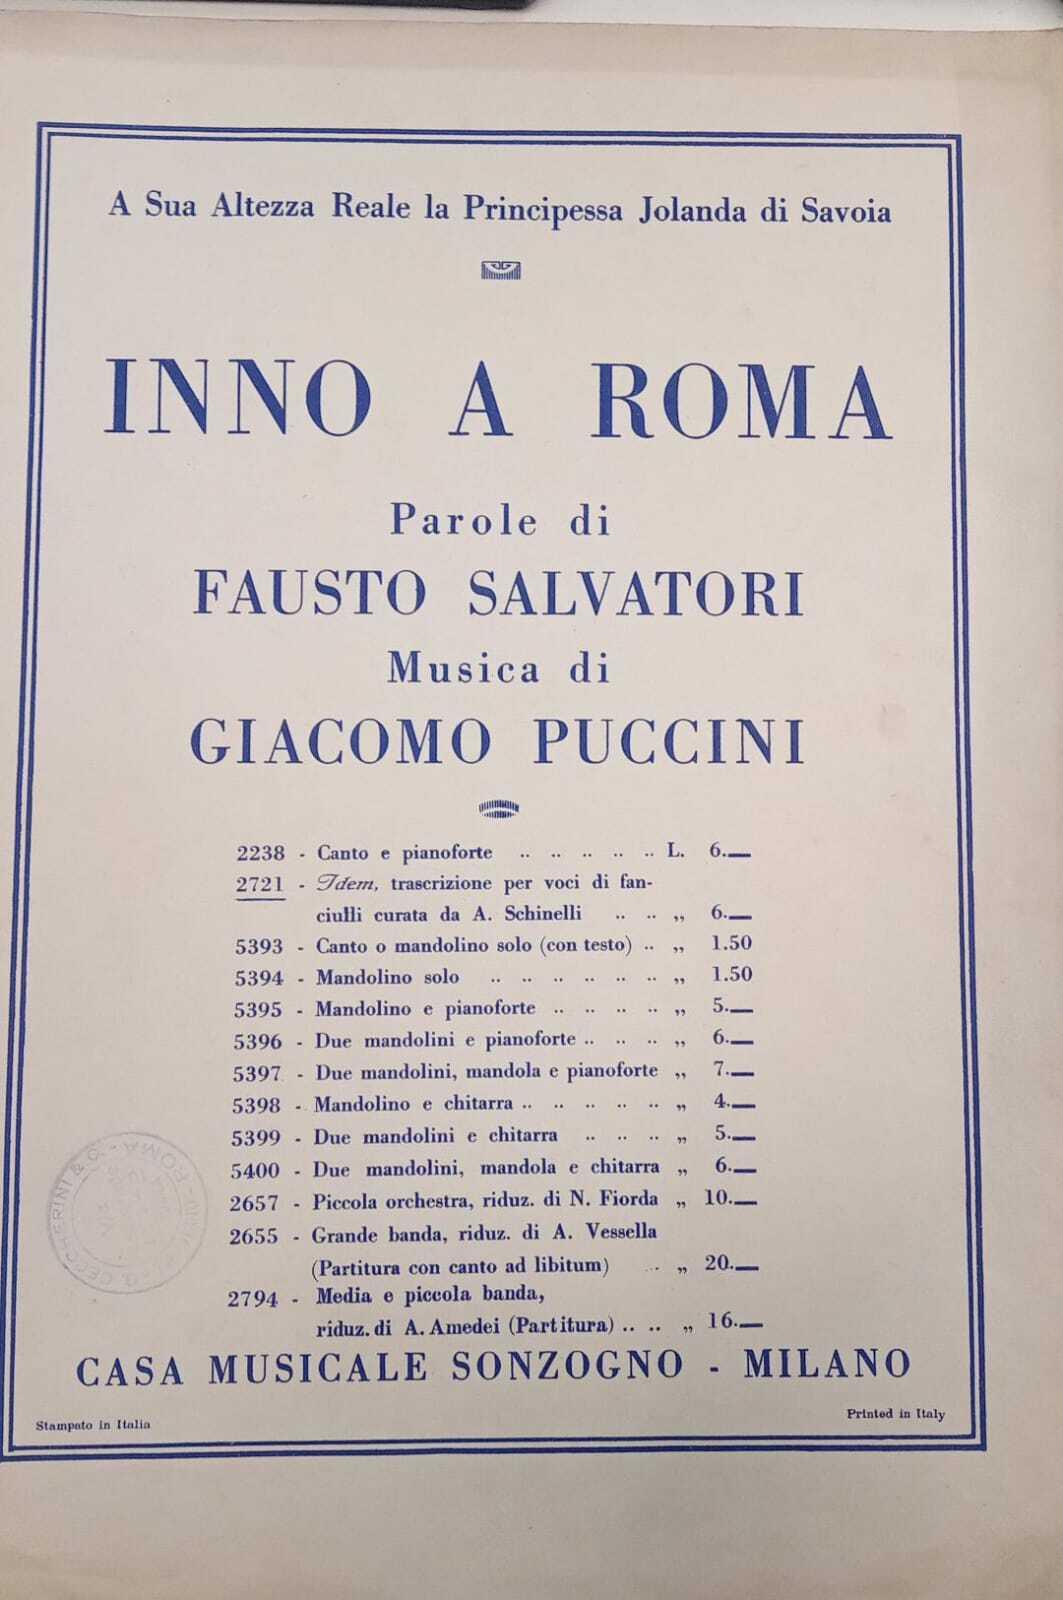 A Sua Altezza Reale la Principessa Jolanda di Savoia
INNO A ROMA
Parole di
FAUSTO SALVATORI
Musica di
GIACOMO PUCCINI
2238 - Canto e pianoforte .. .. .. .. .. L. 6.—
2721 - Idem, trascrizione per voci di fan-
ciulli curata da A. Schinelli .. .. „ 6.—
5393 - Canto o mandolino solo (con testo) .. „ 1.50
5394 - Mandolino solo .. .. .. .. .. .. „ 1.50
5395 - Mandolino e pianoforte .. .. .. .. „ 5.—
5396 - Due mandolini e pianoforte .. .. .. „ 6.—
5397 - Due mandolini, mandola e pianoforte „ 7.—
5398 - Mandolino e chitarra .. .. .. .. .. „ 4.—
5399 - Due mandolini e chitarra .. .. .. „ 5.—
5400 - Due mandolini, mandola e chitarra „ 6.—
2657 - Piccola orchestra, riduz. di N. Fiorda „ 10.—
2655 - Grande banda, riduz. di A. Vessella
(Partitura con canto ad libitum) .. „ 20.—
2794 - Media e piccola banda,
riduz. di A. Amedei (Partitura) .. .. „ 16.—
CASA MUSICALE SONZOGNO - MILANO
Stampato in Italia
Printed in Italy
G. CECCHERINI & C.
ROMA